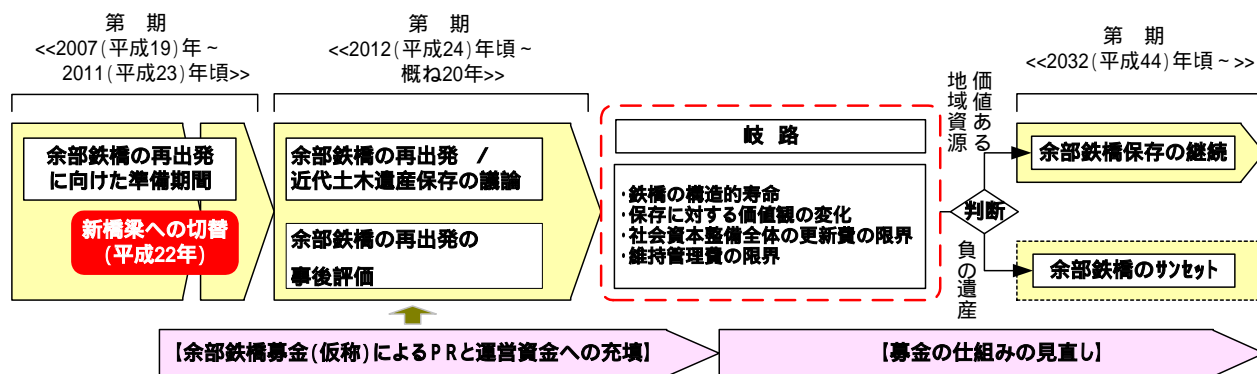 第　期
<<2007(平成19)年～
2011(平成23)年頃>>
第　期
<<2012(平成24)年頃～
概ね20年>>
第　期
<<2032(平成44)年頃～>>
余部鉄橋の再出発
に向けた準備期間
新橋梁への切替
(平成22年)
余部鉄橋の再出発　/
近代土木遺産保存の議論
余部鉄橋の再出発の
事後評価
岐　路
･鉄橋の構造的寿命
･保存に対する価値観の変化
･社会資本整備全体の更新費の限界
･維持管理費の限界
価値ある
地域資源
判断
負の遺産
余部鉄橋保存の継続
余部鉄橋のｻﾝｾｯﾄ
【余部鉄橋募金(仮称)によるPRと運営資金への充填】
【募金の仕組みの見直し】